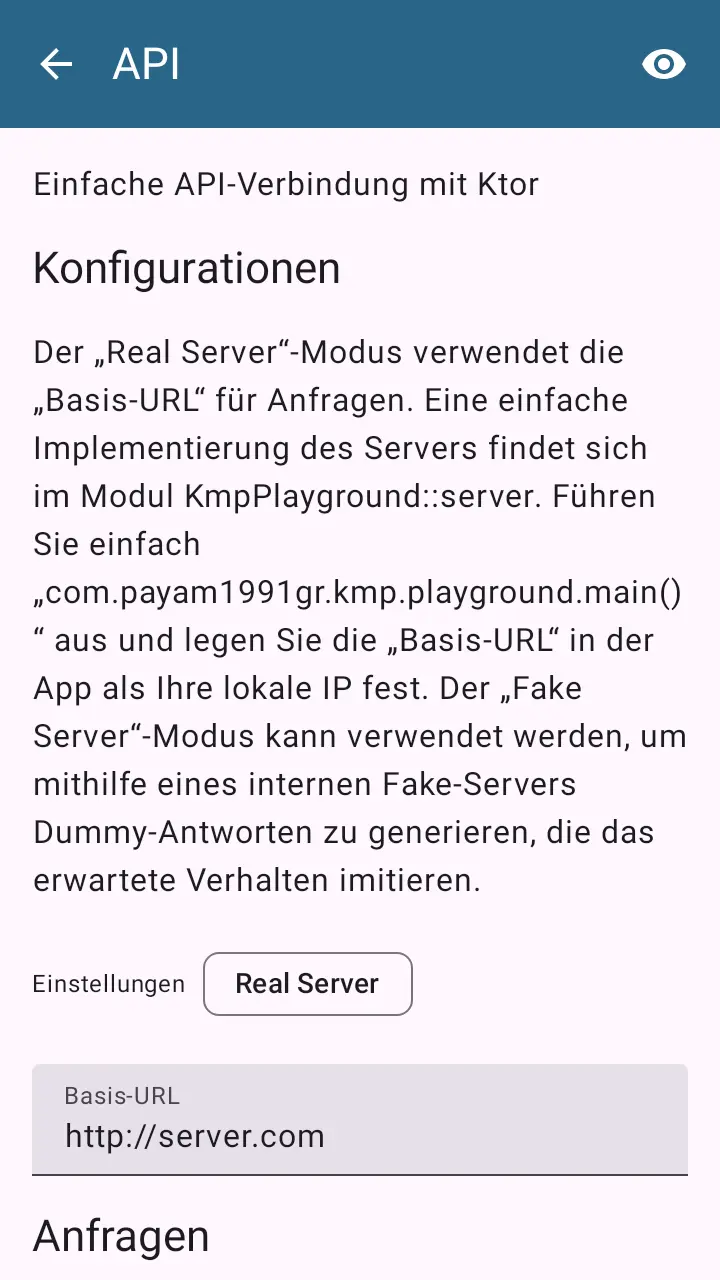 API
Einfache API-Verbindung mit Ktor
Konfigurationen
Der „Real Server“-Modus verwendet die
„Basis-URL“ für Anfragen. Eine einfache
Implementierung des Servers findet sich
im Modul KmpPlayground::server. Führen
Sie einfach
„com.payam1991gr.kmp.playground.main()
“ aus und legen Sie die „Basis-URL“ in der
App als Ihre lokale IP fest. Der „Fake
Server“-Modus kann verwendet werden, um
mithilfe eines internen Fake-Servers
Dummy-Antworten zu generieren, die das
erwartete Verhalten imitieren.
Einstellungen Real Server
Basis-URL
http://server.com
Anfragen